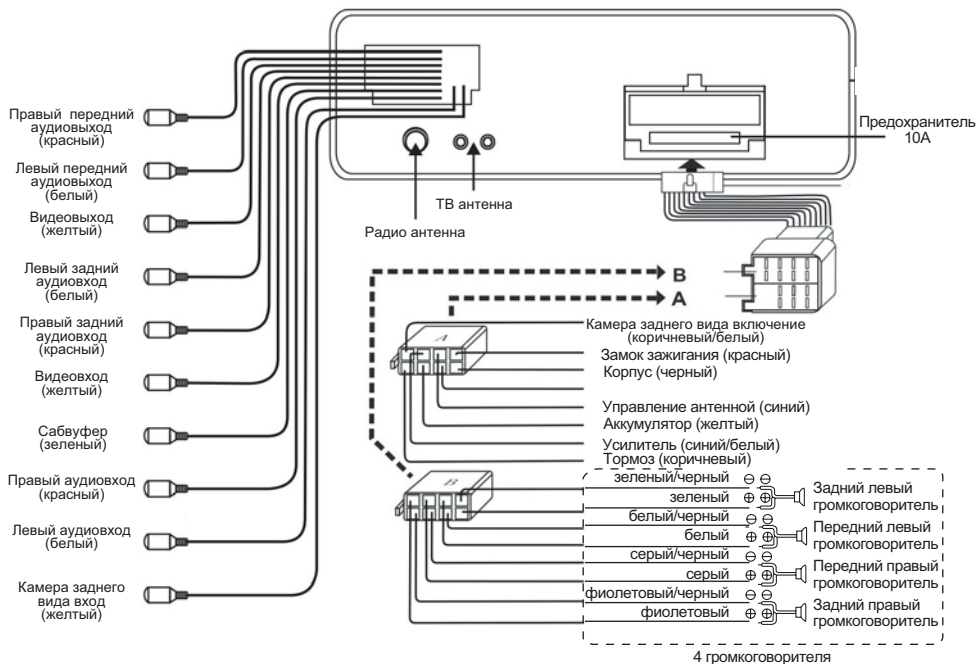 Правый передний
аудиовыход
(красный)
Левый передний
аудиовыход
(белый)
Видеовыход
(желтый)
Левый задний
аудиовход
(белый)
Правый задний
аудиовход
(красный)
Видеовход
(желтый)
Сабвуфер
(зеленый)
Правый аудиовход
(красный)
Левый аудиовход
(белый)
Камера заднего
вида вход
(желтый)
Предохранитель
10А
ТВ антенна
Радио антенна
B
A
A
Камера заднего вида включение
(коричневый/белый)
Замок зажигания (красный)
Корпус (черный)
Управление антенной (синий)
Аккумулятор (желтый)
Усилитель (синий/белый)
Тормоз (коричневый)
B
зеленый/черный
зеленый
Задний левый
громкоговоритель
белый/черный
белый
Передний левый
громкоговоритель
серый/черный
серый
Передний правый
громкоговоритель
фиолетовый/черный
фиолетовый
Задний правый
громкоговоритель
4 громкоговорителя